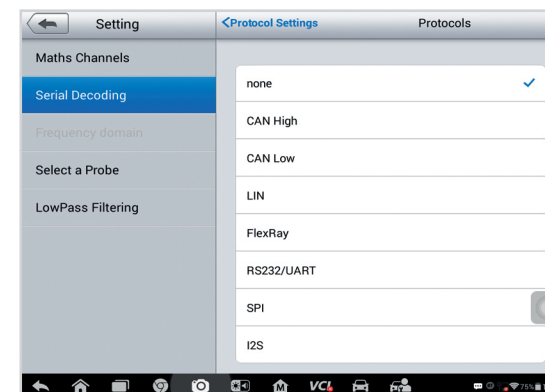 Setting
Maths Channels
Serial Decoding
Frequency domain
Select a Probe
LowPass Filtering
Protocol Settings
Protocols
none
CAN High
CAN Low
LIN
FlexRay
RS232/UART
SPI
I2S
M VCI
75%